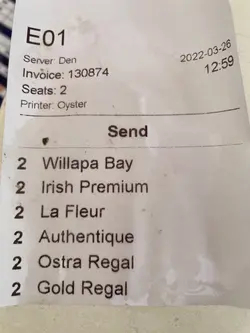 E01
Server: Den
2022-03-26
Invoice: 130874
12:59
Seats: 2
Printer: Oyster
Send
2 Willapa Bay
2 Irish Premium
2 La Fleur
2 Authentique
2 Ostra Regal
2 Gold Regal